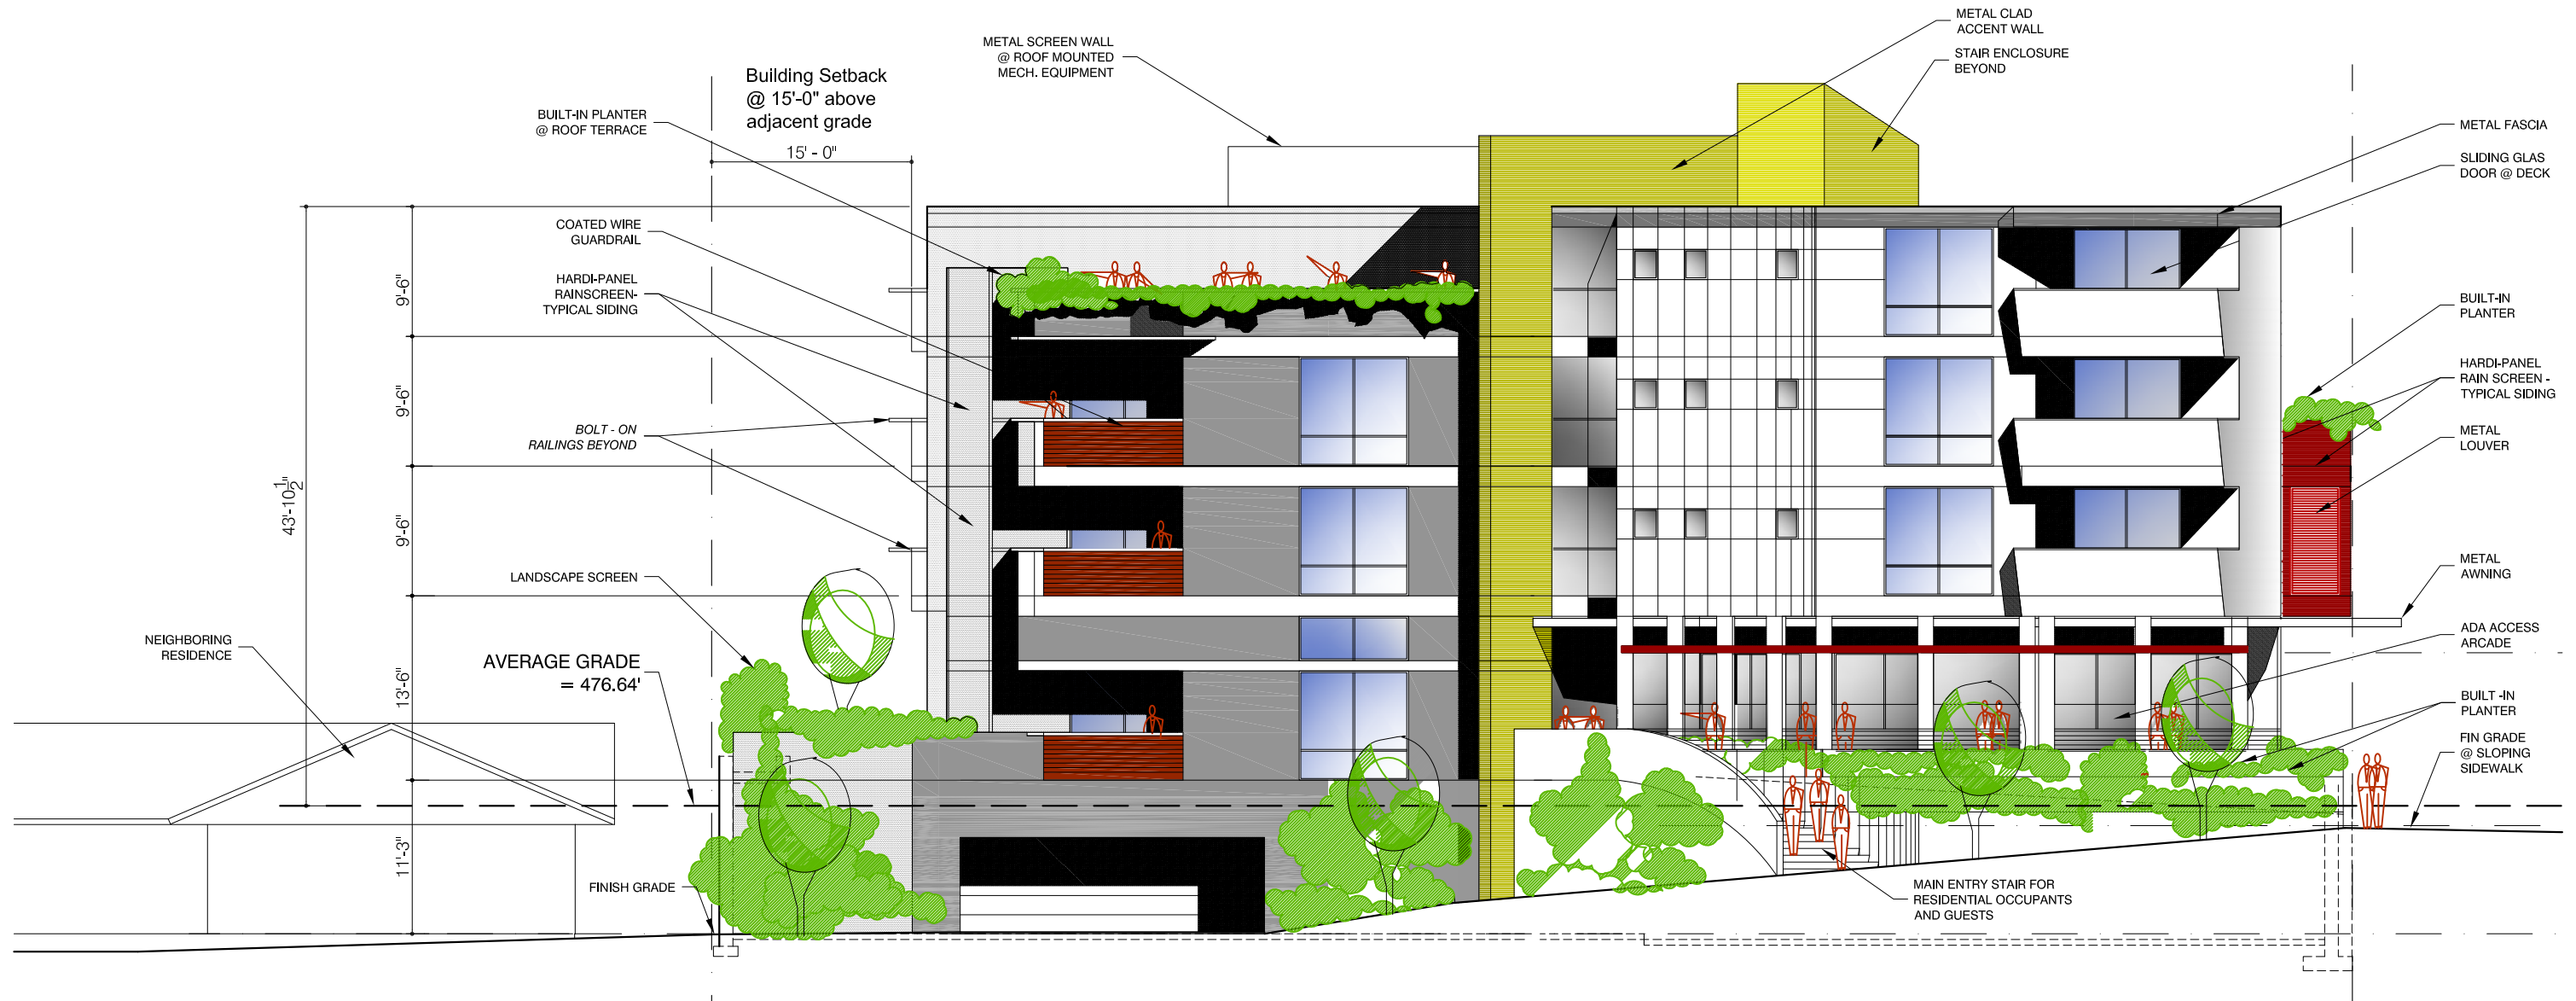 METAL CLAD
ACCENT WALL
STAIR ENCLOSURE
BEYOND
METAL SCREEN WALL
@ ROOF MOUNTED
MECH. EQUIPMENT
Building Setback
@ 15'-0" above
adjacent grade
15' - 0"
BUILT-IN PLANTER
@ ROOF TERRACE
COATED WIRE
GUARDRAIL
HARDI-PANEL
RAINSCREEN-
TYPICAL SIDING
BOLT - ON
RAILINGS BEYOND
LANDSCAPE SCREEN
NEIGHBORING
RESIDENCE
AVERAGE GRADE
= 476.64'
FINISH GRADE
43'-10 1/2"
9'-6"
9'-6"
9'-6"
13'-6"
11'-3"
METAL FASCIA
SLIDING GLAS
DOOR @ DECK
BUILT-IN
PLANTER
HARDI-PANEL
RAIN SCREEN -
TYPICAL SIDING
METAL
LOUVER
METAL
AWNING
ADA ACCESS
ARCADE
BUILT -IN
PLANTER
FIN GRADE
@ SLOPING
SIDEWALK
MAIN ENTRY STAIR FOR
RESIDENTIAL OCCUPANTS
AND GUESTS